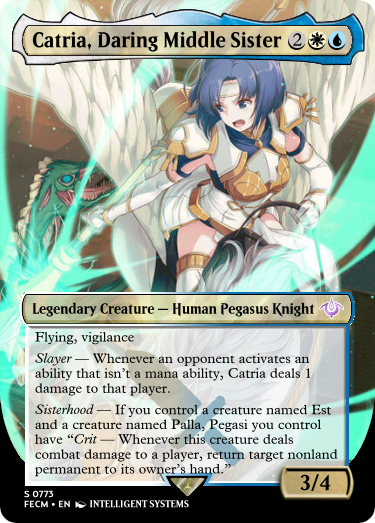 Catria, Daring Middle Sister 2
Legendary Creature — Human Pegasus Knight
Flying, vigilance
Slayer — Whenever an opponent activates an
ability that isn't a mana ability, Catria deals 1
damage to that player.
Sisterhood — If you control a creature named Est
and a creature named Palla, Pegasi you control
have “Crit — Whenever this creature deals
combat damage to a player, return target nonland
permanent to its owner's hand.”
3/4
S 0773
FECM • EN INTELLIGENT SYSTEMS